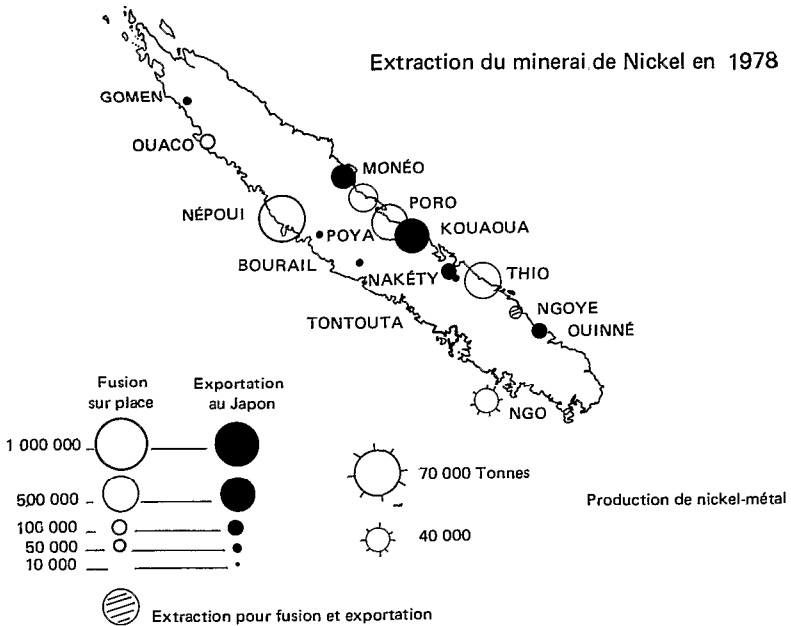 Extraction du minerai de Nickel en 1978
GOMEN
OUACO
MONÉO
NÉPOUI
PORO
POYA
KOUAOUA
BOURAIL
NAKÉTY
THIO
TONTOUTA
NGOYE
OUINNÉ
NGO
Fusion
sur place
Exportation
au Japon
1 000 000
500 000
100 000
50 000
10 000
70 000 Tonnes
40 000
Production de nickel-métal
Extraction pour fusion et exportation